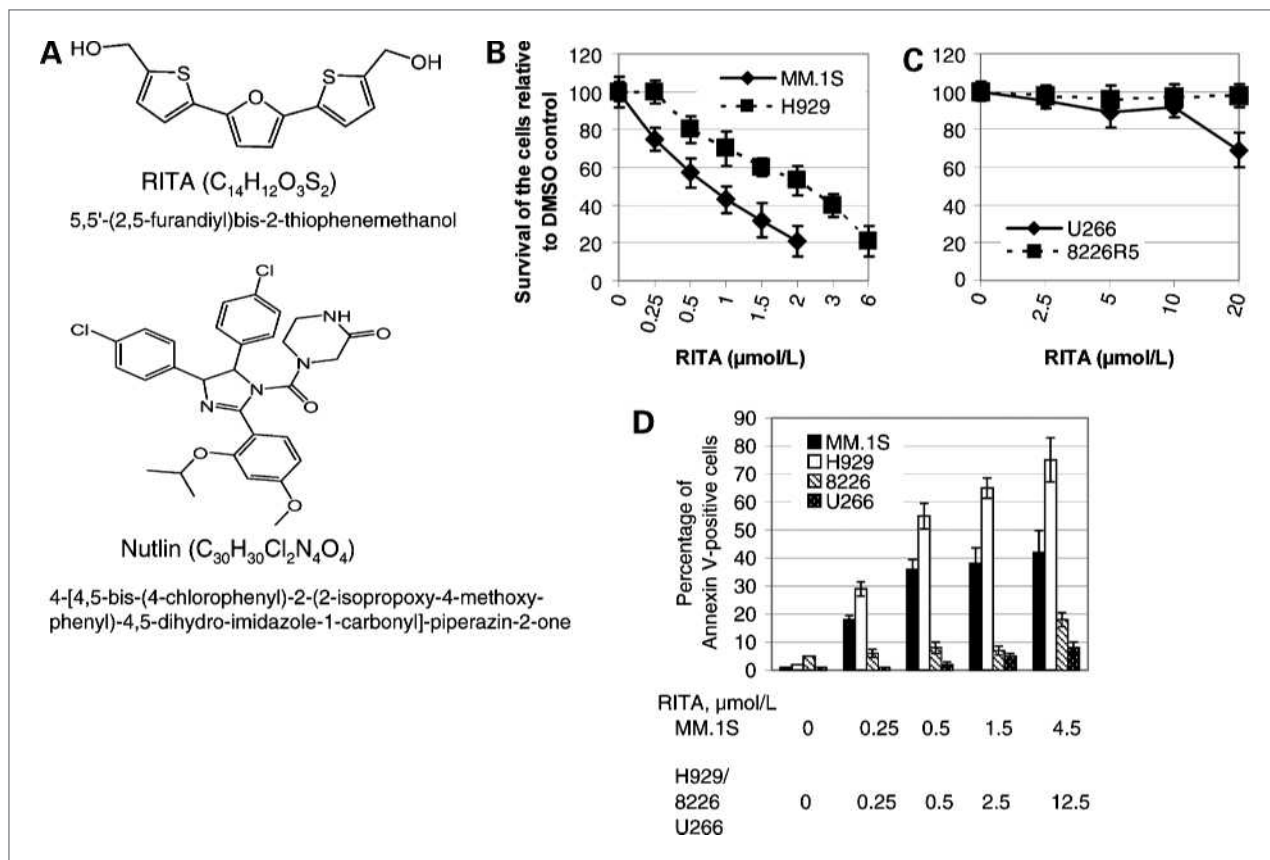 A
HO
S
O
S
OH
RITA (C₁₄H₁₂O₃S₂)
5,5'-(2,5-furandiyl)bis-2-thiophenemethanol
Cl
Cl
NH
O
N
N
N
O
O
O
Nutlin (C₃₀H₃₀Cl₂N₄O₄)
4-[4,5-bis-(4-chlorophenyl)-2-(2-isopropoxy-4-methoxy-
phenyl)-4,5-dihydro-imidazole-1-carbonyl]-piperazin-2-one
B
Survival of the cells relative
to DMSO control
120
100
80
60
40
20
0
MM.1S
H929
0 0.25 0.5 1 1.5 2 3 6
RITA (µmol/L)
C
120
100
80
60
40
20
0
U266
8226R5
0 2.5 5 10 20
RITA (µmol/L)
D
Percentage of
Annexin V-positive cells
90
80
70
60
50
40
30
20
10
0
MM.1S
H929
8226
U266
RITA, µmol/L
MM.1S 0 0.25 0.5 1.5 4.5
H929/
8226 0 0.25 0.5 2.5 12.5
U266